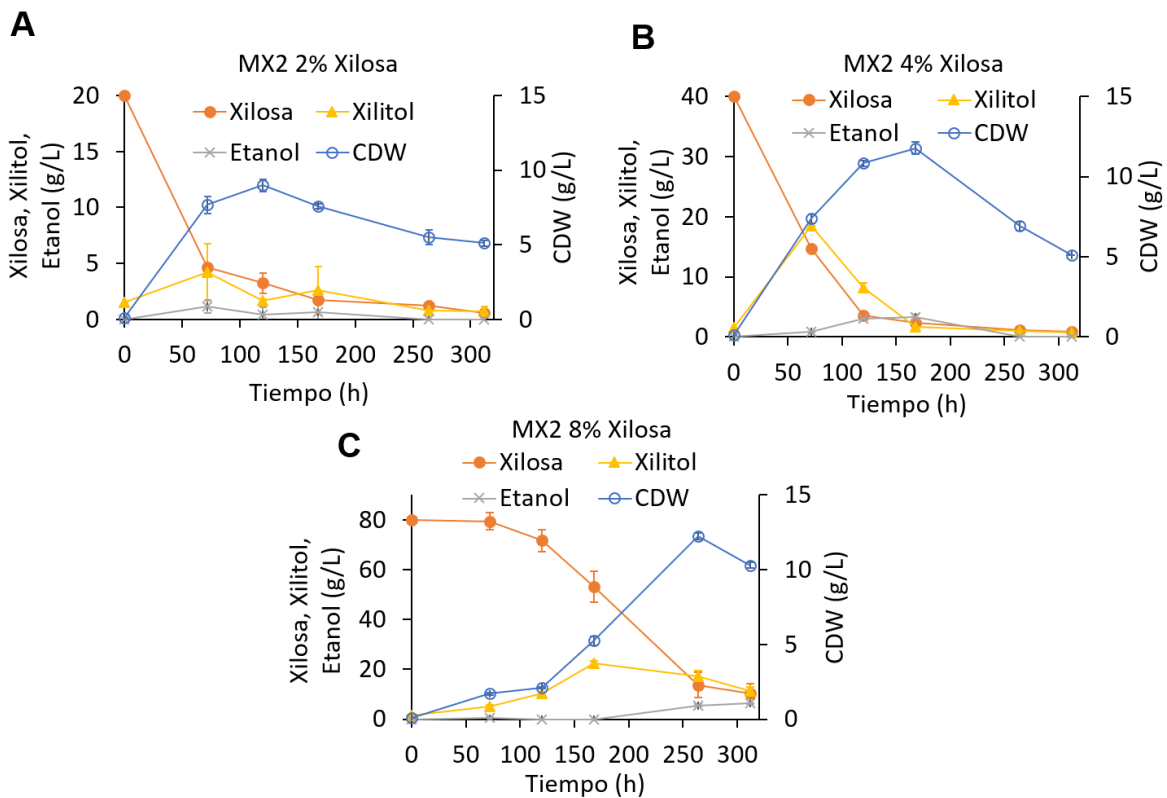 A
MX2 2% Xilosa
Xilosa Xilitol
Etanol CDW
Xilosa, Xilitol,
Etanol (g/L)
20
15
10
5
0
15
10
5
0
CDW (g/L)
0 50 100 150 200 250 300
Tiempo (h)
B
MX2 4% Xilosa
Xilosa Xilitol
Etanol CDW
Xilosa, Xilitol,
Etanol (g/L)
40
30
20
10
0
15
10
5
0
CDW (g/L)
0 50 100 150 200 250 300
Tiempo (h)
C
MX2 8% Xilosa
Xilosa Xilitol
Etanol CDW
Xilosa, Xilitol,
Etanol (g/L)
80
60
40
20
0
15
10
5
0
CDW (g/L)
0 50 100 150 200 250 300
Tiempo (h)